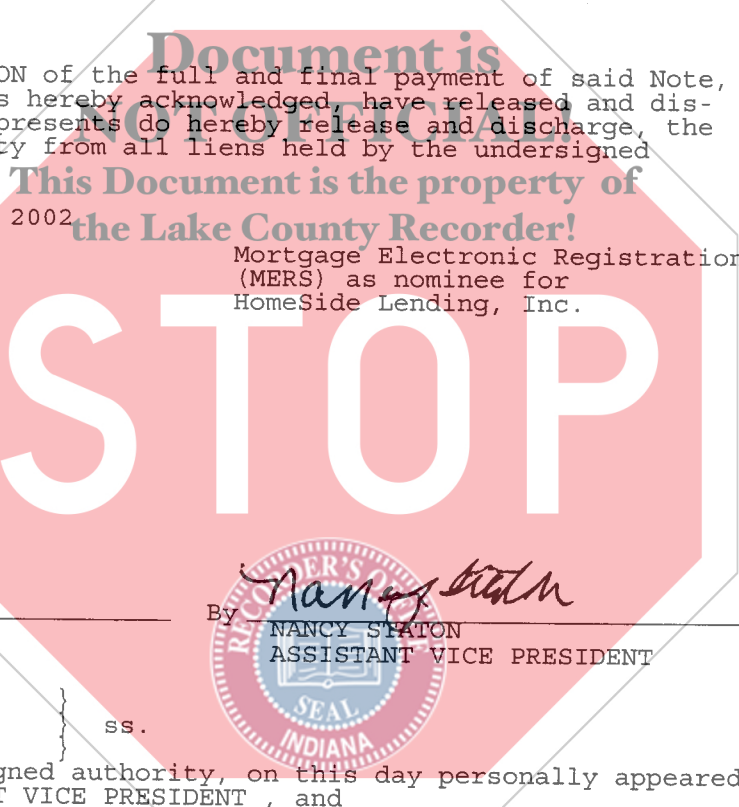 Document is
ON of the full and final payment of said Note,
s hereby acknowledged, have released and dis-
NOT OFFICIAL!
presents do hereby release and discharge, the
cy from all liens held by the undersigned
This Document is the property of
2002
the Lake County Recorder!
Mortgage Electronic Registration
(MERS) as nominee for
HomeSide Lending, Inc.
STOP
RECORDER'S OFFICE
Nancy Staton
By
NANCY STATON
ASSISTANT VICE PRESIDENT
SEAL
INDIANA
ss.
gned authority, on this day personally appeared
T VICE PRESIDENT , and